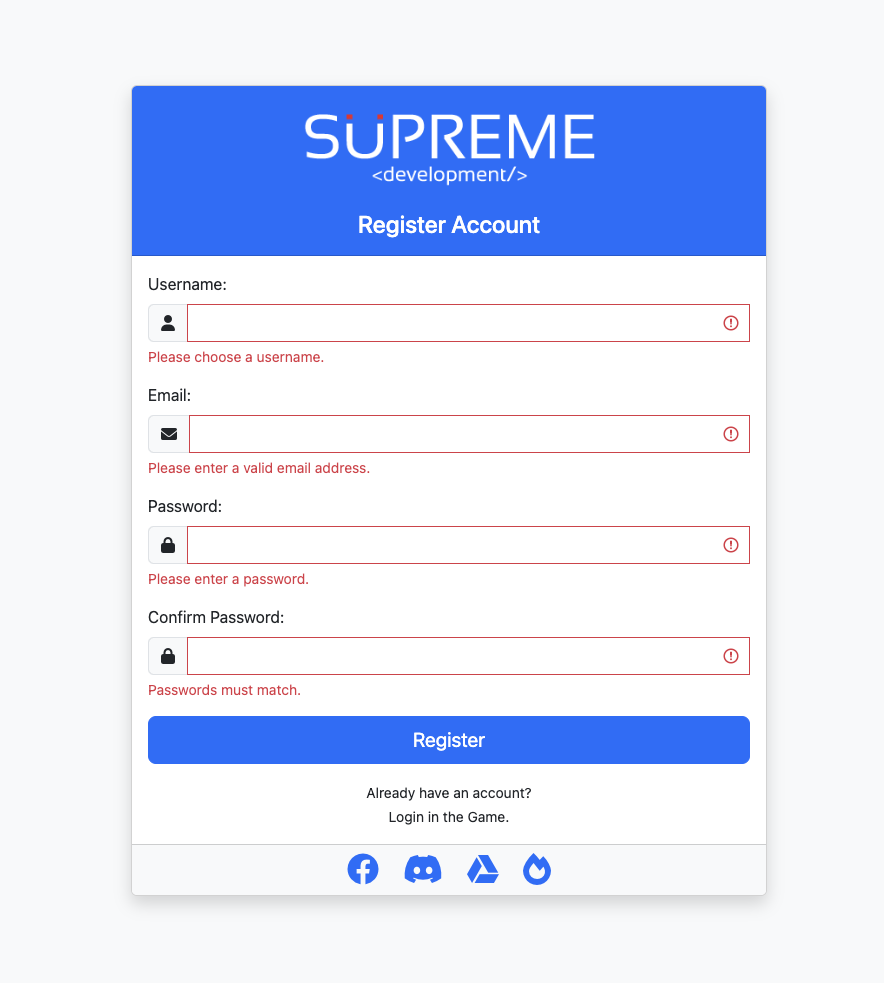 SÜPREME
<development/>
Register Account
Username:
Please choose a username.
Email:
Please enter a valid email address.
Password:
Please enter a password.
Confirm Password:
Passwords must match.
Register
Already have an account?
Login in the Game.